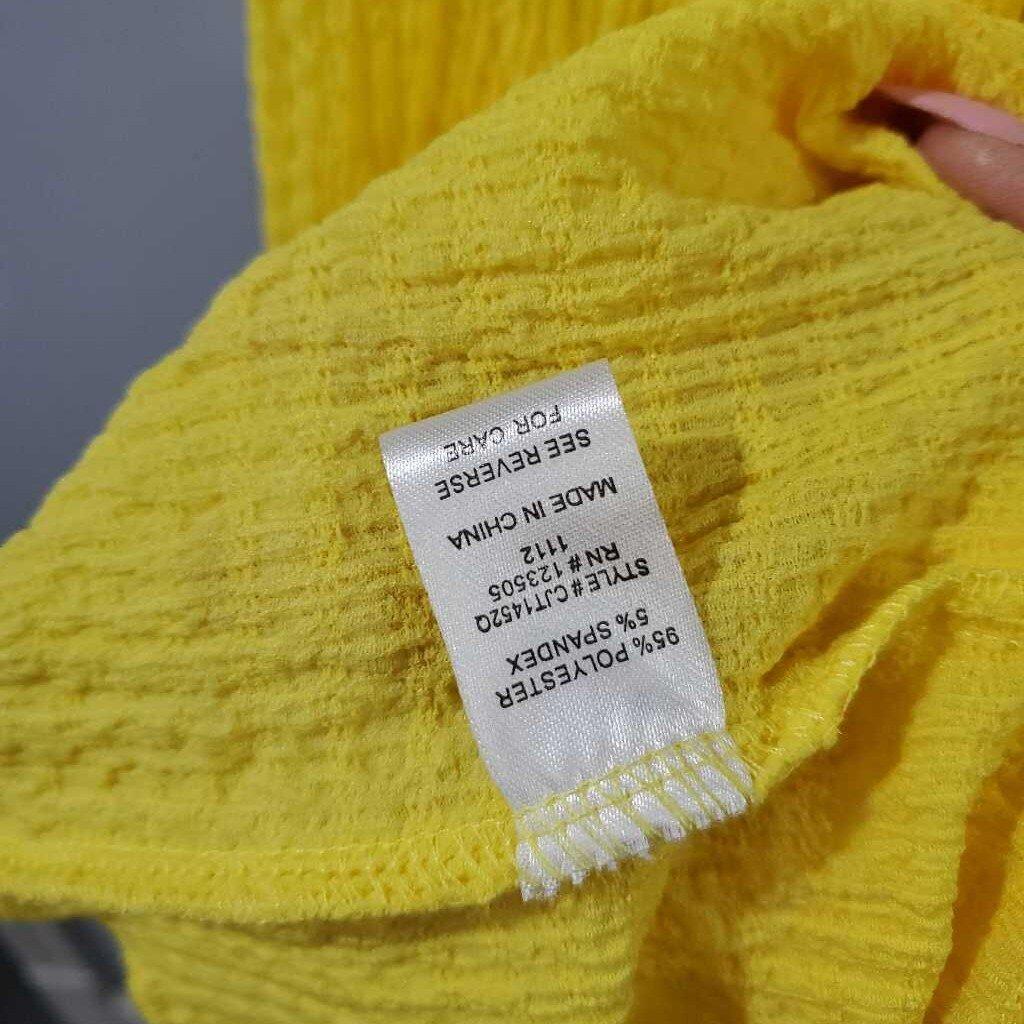 95% POLYESTER
5% SPANDEX
STYLE# CJT1452Q
RN# 123505
1112
MADE IN CHINA
SEE REVERSE
FOR CARE